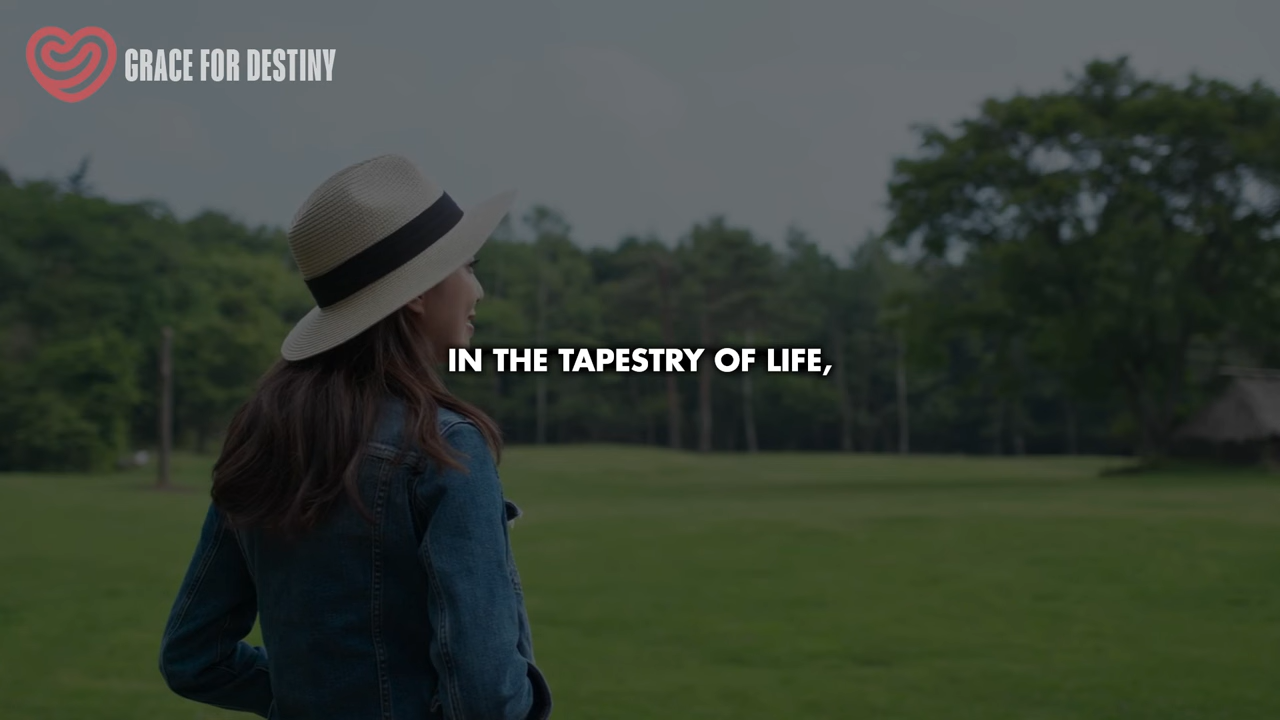 GRACE FOR DESTINY
IN THE TAPESTRY OF LIFE,